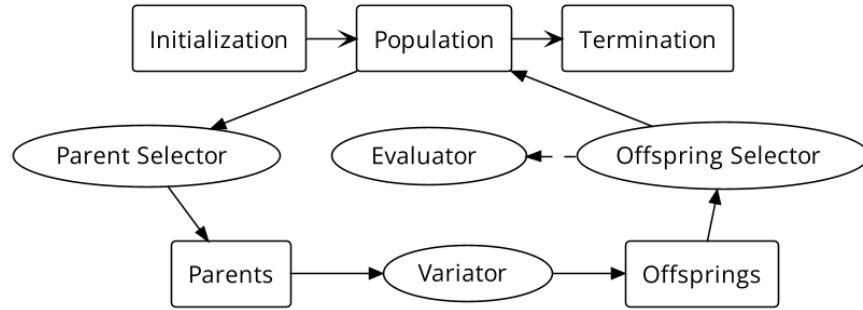 Initialization
Population
Termination
Parent Selector
Evaluator
Offspring Selector
Parents
Variator
Offsprings